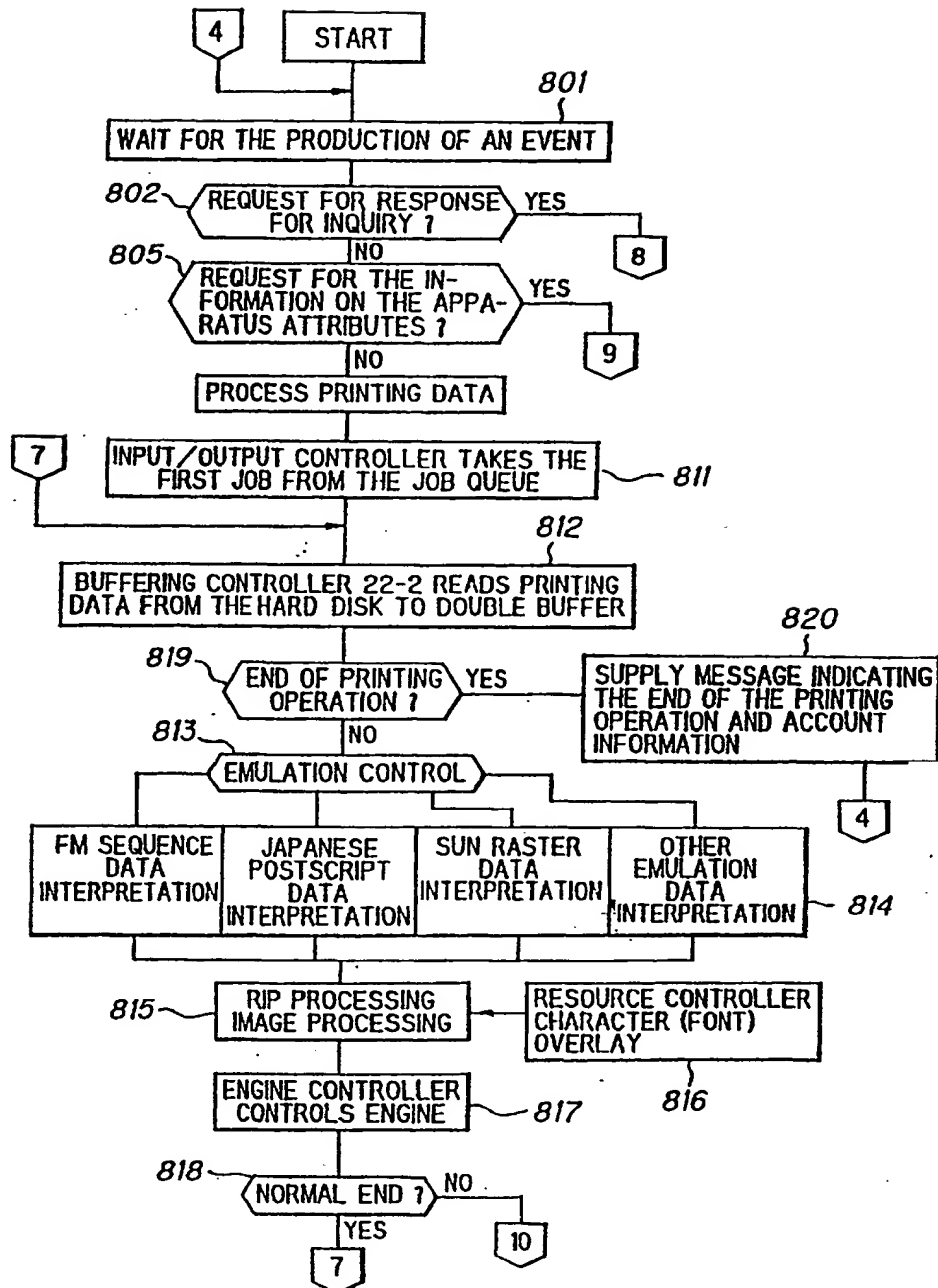 4
START
801
WAIT FOR THE PRODUCTION OF AN EVENT
802
REQUEST FOR RESPONSE
FOR INQUIRY ?
YES
8
NO
805
REQUEST FOR THE IN-
FORMATION ON THE APPA-
RATUS ATTRIBUTES ?
YES
9
NO
PROCESS PRINTING DATA
7
INPUT/OUTPUT CONTROLLER TAKES THE
FIRST JOB FROM THE JOB QUEUE
811
812
BUFFERING CONTROLLER 22-2 READS PRINTING
DATA FROM THE HARD DISK TO DOUBLE BUFFER
819
END OF PRINTING
OPERATION ?
YES
820
SUPPLY MESSAGE INDICATING
THE END OF THE PRINTING
OPERATION AND ACCOUNT
INFORMATION
4
NO
813
EMULATION CONTROL
FM SEQUENCE
DATA
INTERPRETATION
JAPANESE
POSTSCRIPT
DATA
INTERPRETATION
SUN RASTER
DATA
INTERPRETATION
OTHER
EMULATION
DATA
INTERPRETATION
814
815
RIP PROCESSING
IMAGE PROCESSING
RESOURCE CONTROLLER
CHARACTER (FONT)
OVERLAY
816
ENGINE CONTROLLER
CONTROLS ENGINE
817
818
NORMAL END ?
NO
10
YES
7